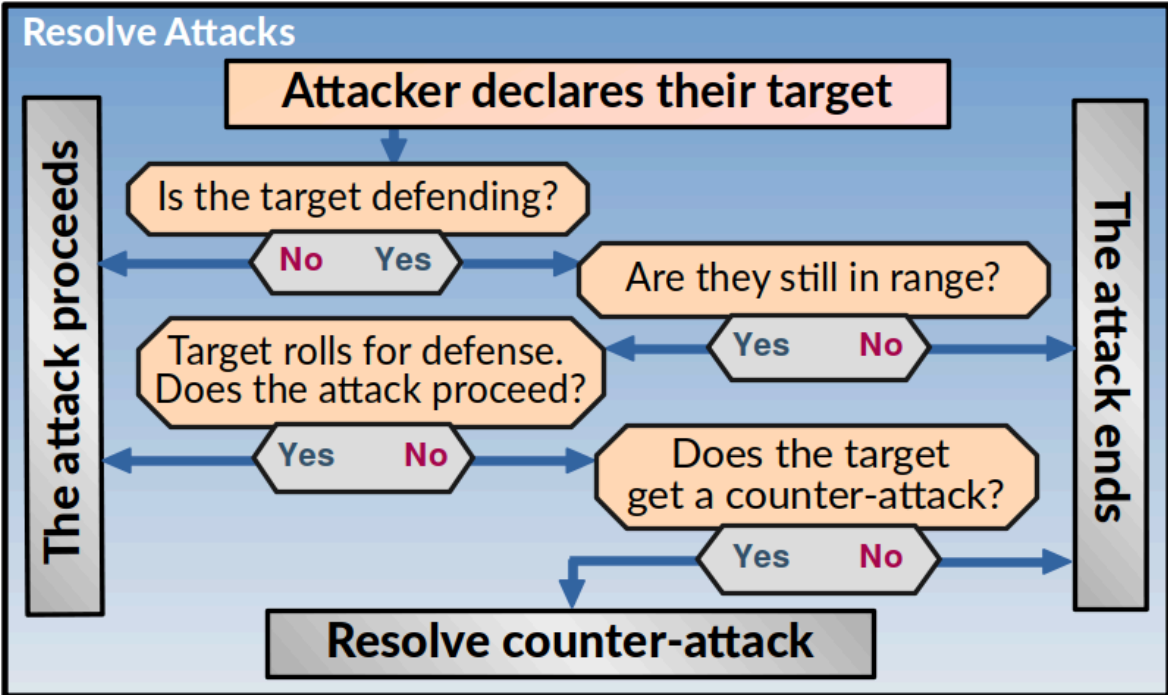 Resolve Attacks
Attacker declares their target
The attack proceeds
Is the target defending?
No Yes
Are they still in range?
Yes No
Target rolls for defense.
Does the attack proceed?
Yes No
Does the target
get a counter-attack?
Yes No
The attack ends
Resolve counter-attack